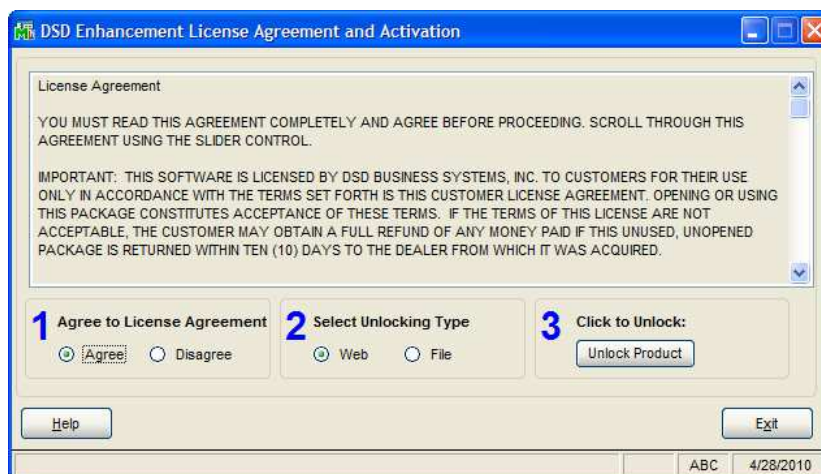 DSD Enhancement License Agreement and Activation
License Agreement
YOU MUST READ THIS AGREEMENT COMPLETELY AND AGREE BEFORE PROCEEDING. SCROLL THROUGH THIS
AGREEMENT USING THE SLIDER CONTROL.
IMPORTANT: THIS SOFTWARE IS LICENSED BY DSD BUSINESS SYSTEMS, INC. TO CUSTOMERS FOR THEIR USE
ONLY IN ACCORDANCE WITH THE TERMS SET FORTH IS THIS CUSTOMER LICENSE AGREEMENT. OPENING OR USING
THIS PACKAGE CONSTITUTES ACCEPTANCE OF THESE TERMS. IF THE TERMS OF THIS LICENSE ARE NOT
ACCEPTABLE, THE CUSTOMER MAY OBTAIN A FULL REFUND OF ANY MONEY PAID IF THIS UNUSED, UNOPENED
PACKAGE IS RETURNED WITHIN TEN (10) DAYS TO THE DEALER FROM WHICH IT WAS ACQUIRED.
1 Agree to License Agreement
Agree Disagree
2 Select Unlocking Type
Web File
3 Click to Unlock:
Unlock Product
Help Exit
ABC 4/28/2010